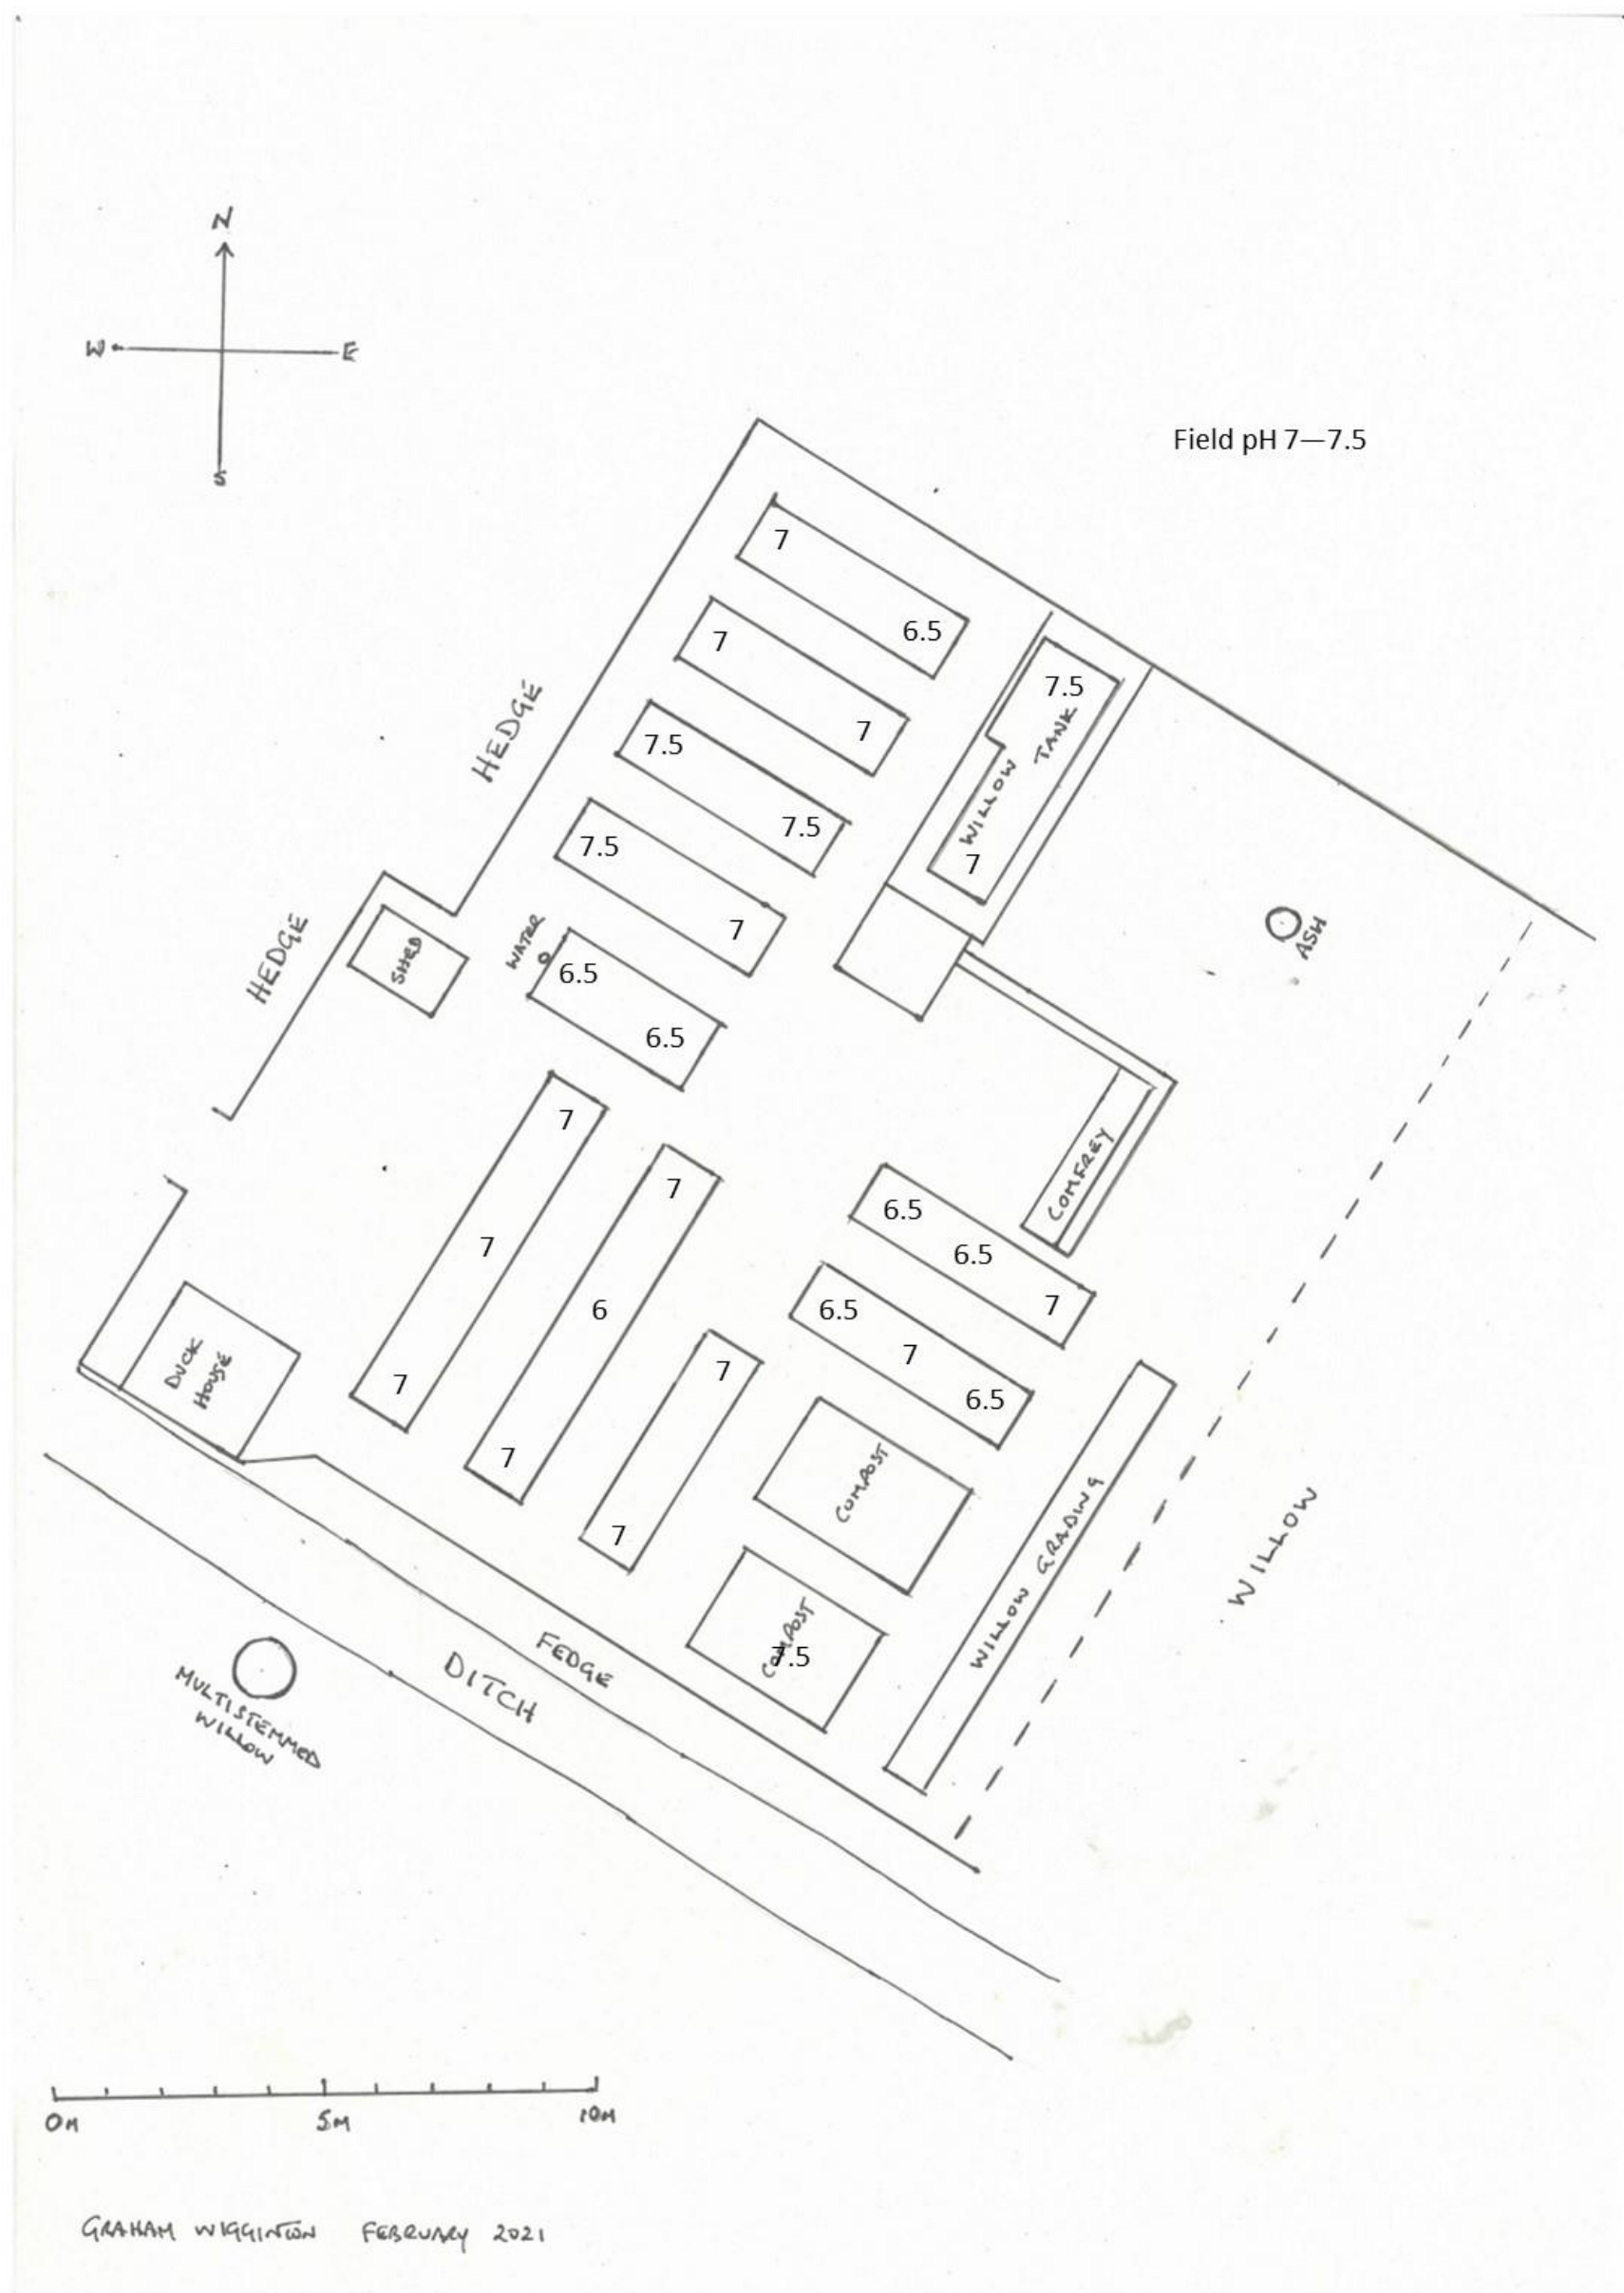 N
W E
S
Field pH 7—7.5
7
6.5
7
7
7.5
7.5
7.5
7
6.5
6.5
HEDGE
HEDGE
SHED
WATER
7.5
WILLOW TANK
7
ASH
COMFREY
7
7
7
7
6
7
7
7
6.5
6.5
7
6.5
7
6.5
COMPOST
COMPOST
7.5
WILLOW GRADING
WILLOW
DUCK
HOUSE
FEDGE
DITCH
MULTISTEMMED
WILLOW
0M 5M 10M
GRAHAM WIGGINTON FEBRUARY 2021